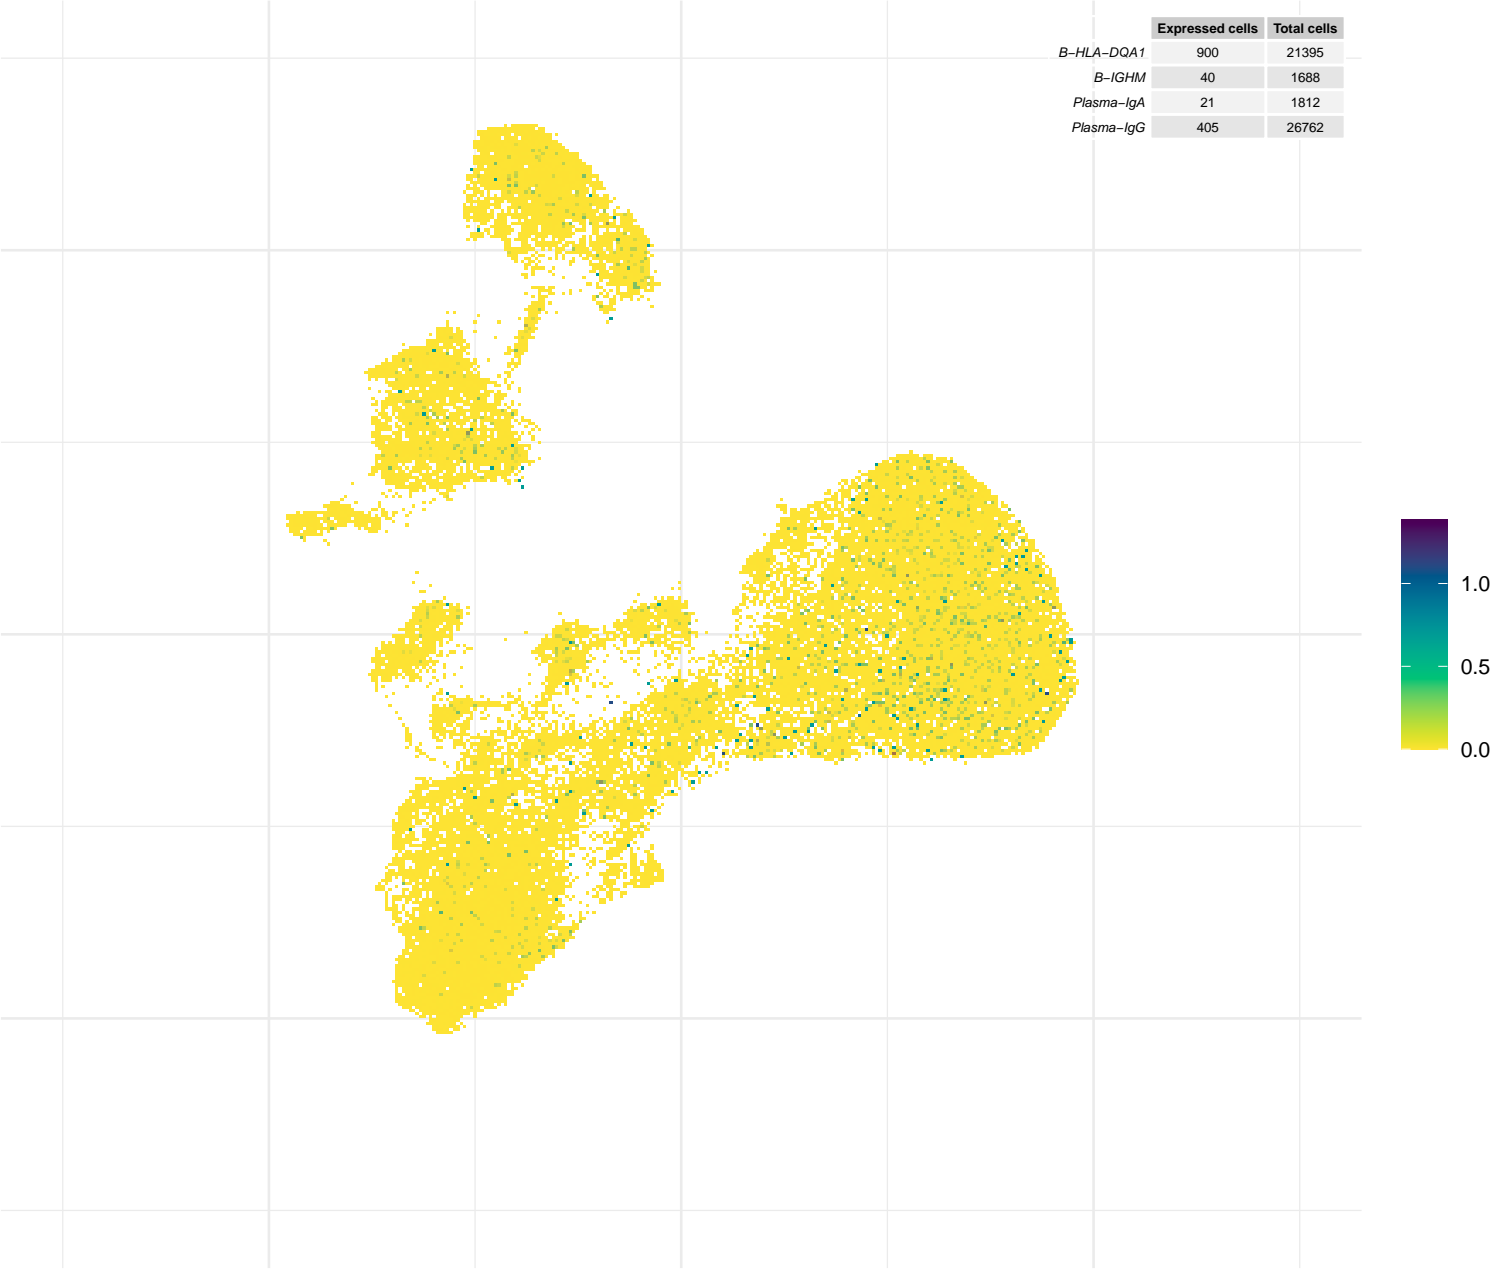 Expressed cells Total cells
B−HLA−DQA1 900 21395
B−IGHM 40 1688
Plasma−IgA 21 1812
Plasma−IgG 405 26762
1.0
0.5
0.0